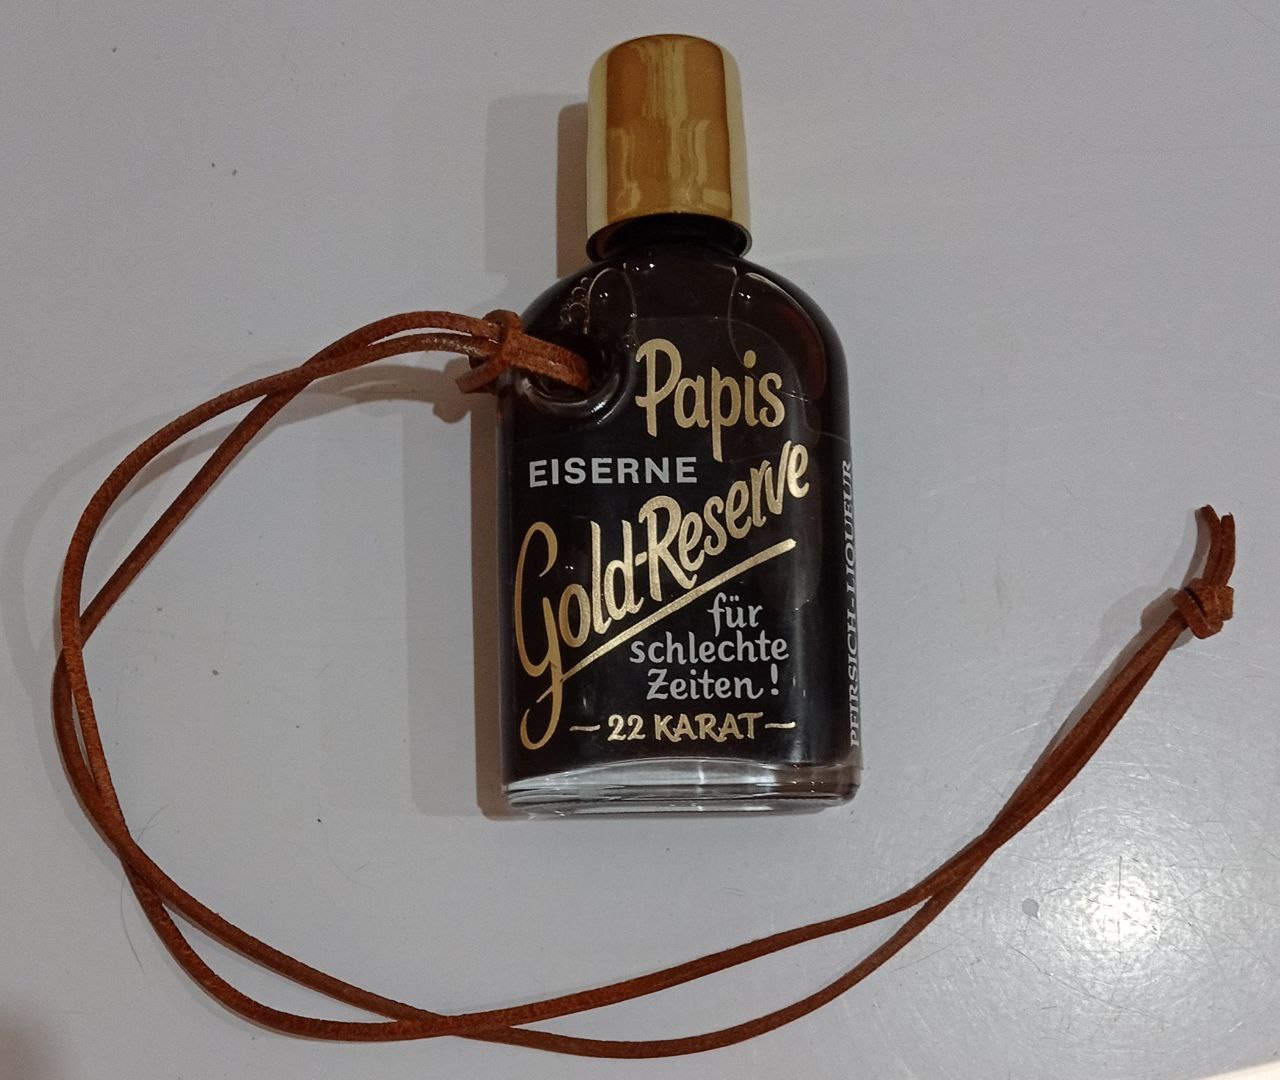 Papis
EISERNE
Gold-Reserve
für
schlechte
Zeiten!
— 22 KARAT —
PFIRSICH-LIQUEUR